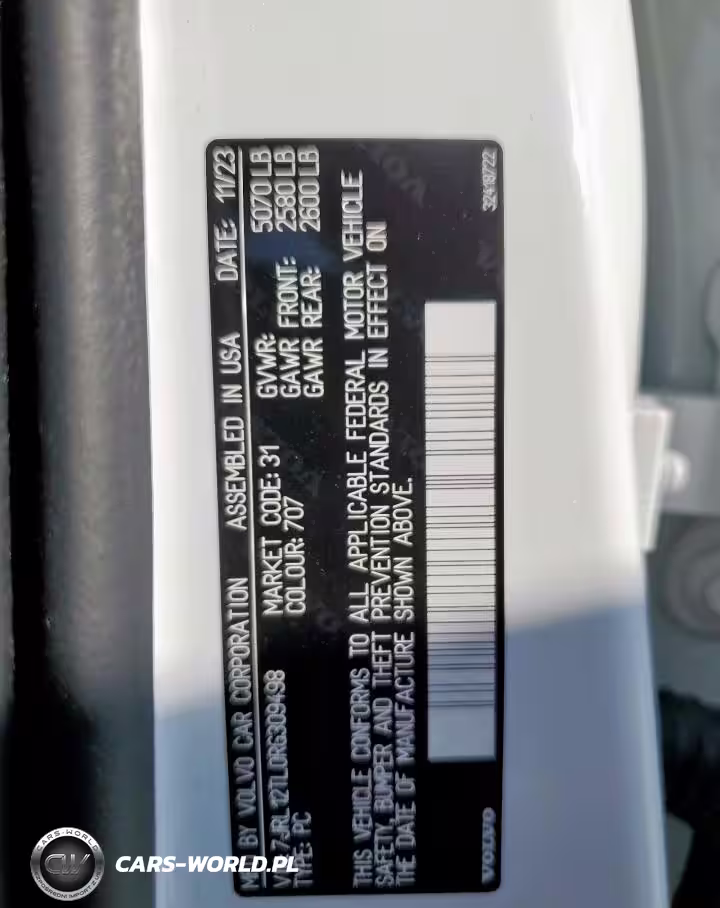 MFD BY VOLVO CAR CORPORATION ASSEMBLED IN USA DATE: 11/23
MARKET CODE: 31 GVWR: 5070 LB
COLOUR: 707 GAWR FRONT: 2580 LB
GAWR REAR: 2600 LB
TYPE: PC
THIS VEHICLE CONFORMS TO ALL APPLICABLE FEDERAL MOTOR VEHICLE
SAFETY, BUMPER AND THEFT PREVENTION STANDARDS IN EFFECT ON
THE DATE OF MANUFACTURE SHOWN ABOVE.
VOLVO 32418722
CARS-WORLD.PL
CARS-WORLD
CW